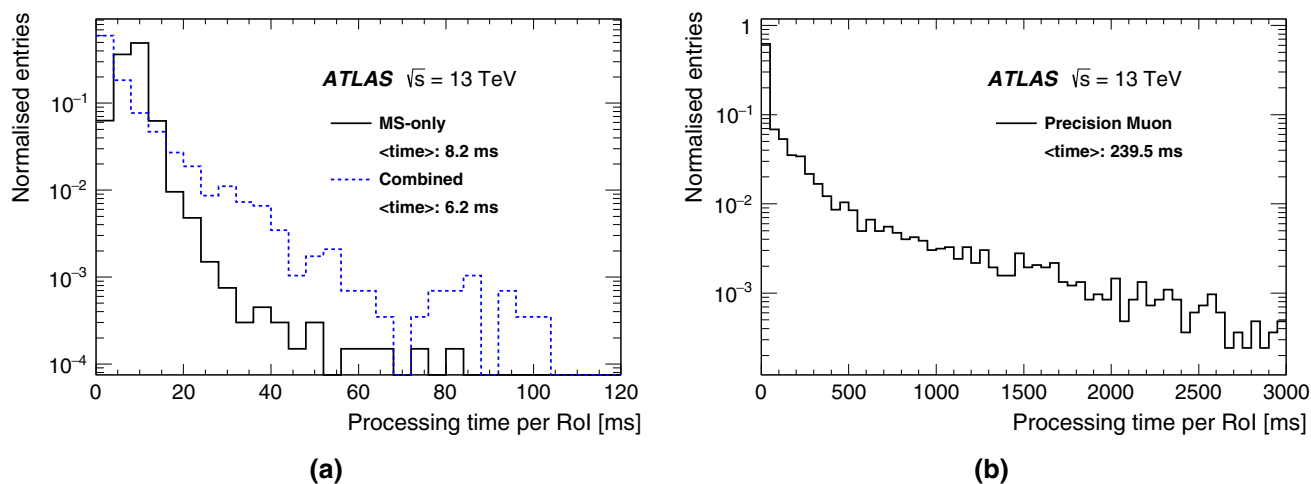 Normalised entries
10⁻¹
10⁻²
10⁻³
10⁻⁴
ATLAS √s = 13 TeV
MS-only
<time>: 8.2 ms
Combined
<time>: 6.2 ms
0 20 40 60 80 100 120
Processing time per RoI [ms]
(a)
Normalised entries
1
10⁻¹
10⁻²
10⁻³
ATLAS √s = 13 TeV
Precision Muon
<time>: 239.5 ms
0 500 1000 1500 2000 2500 3000
Processing time per RoI [ms]
(b)